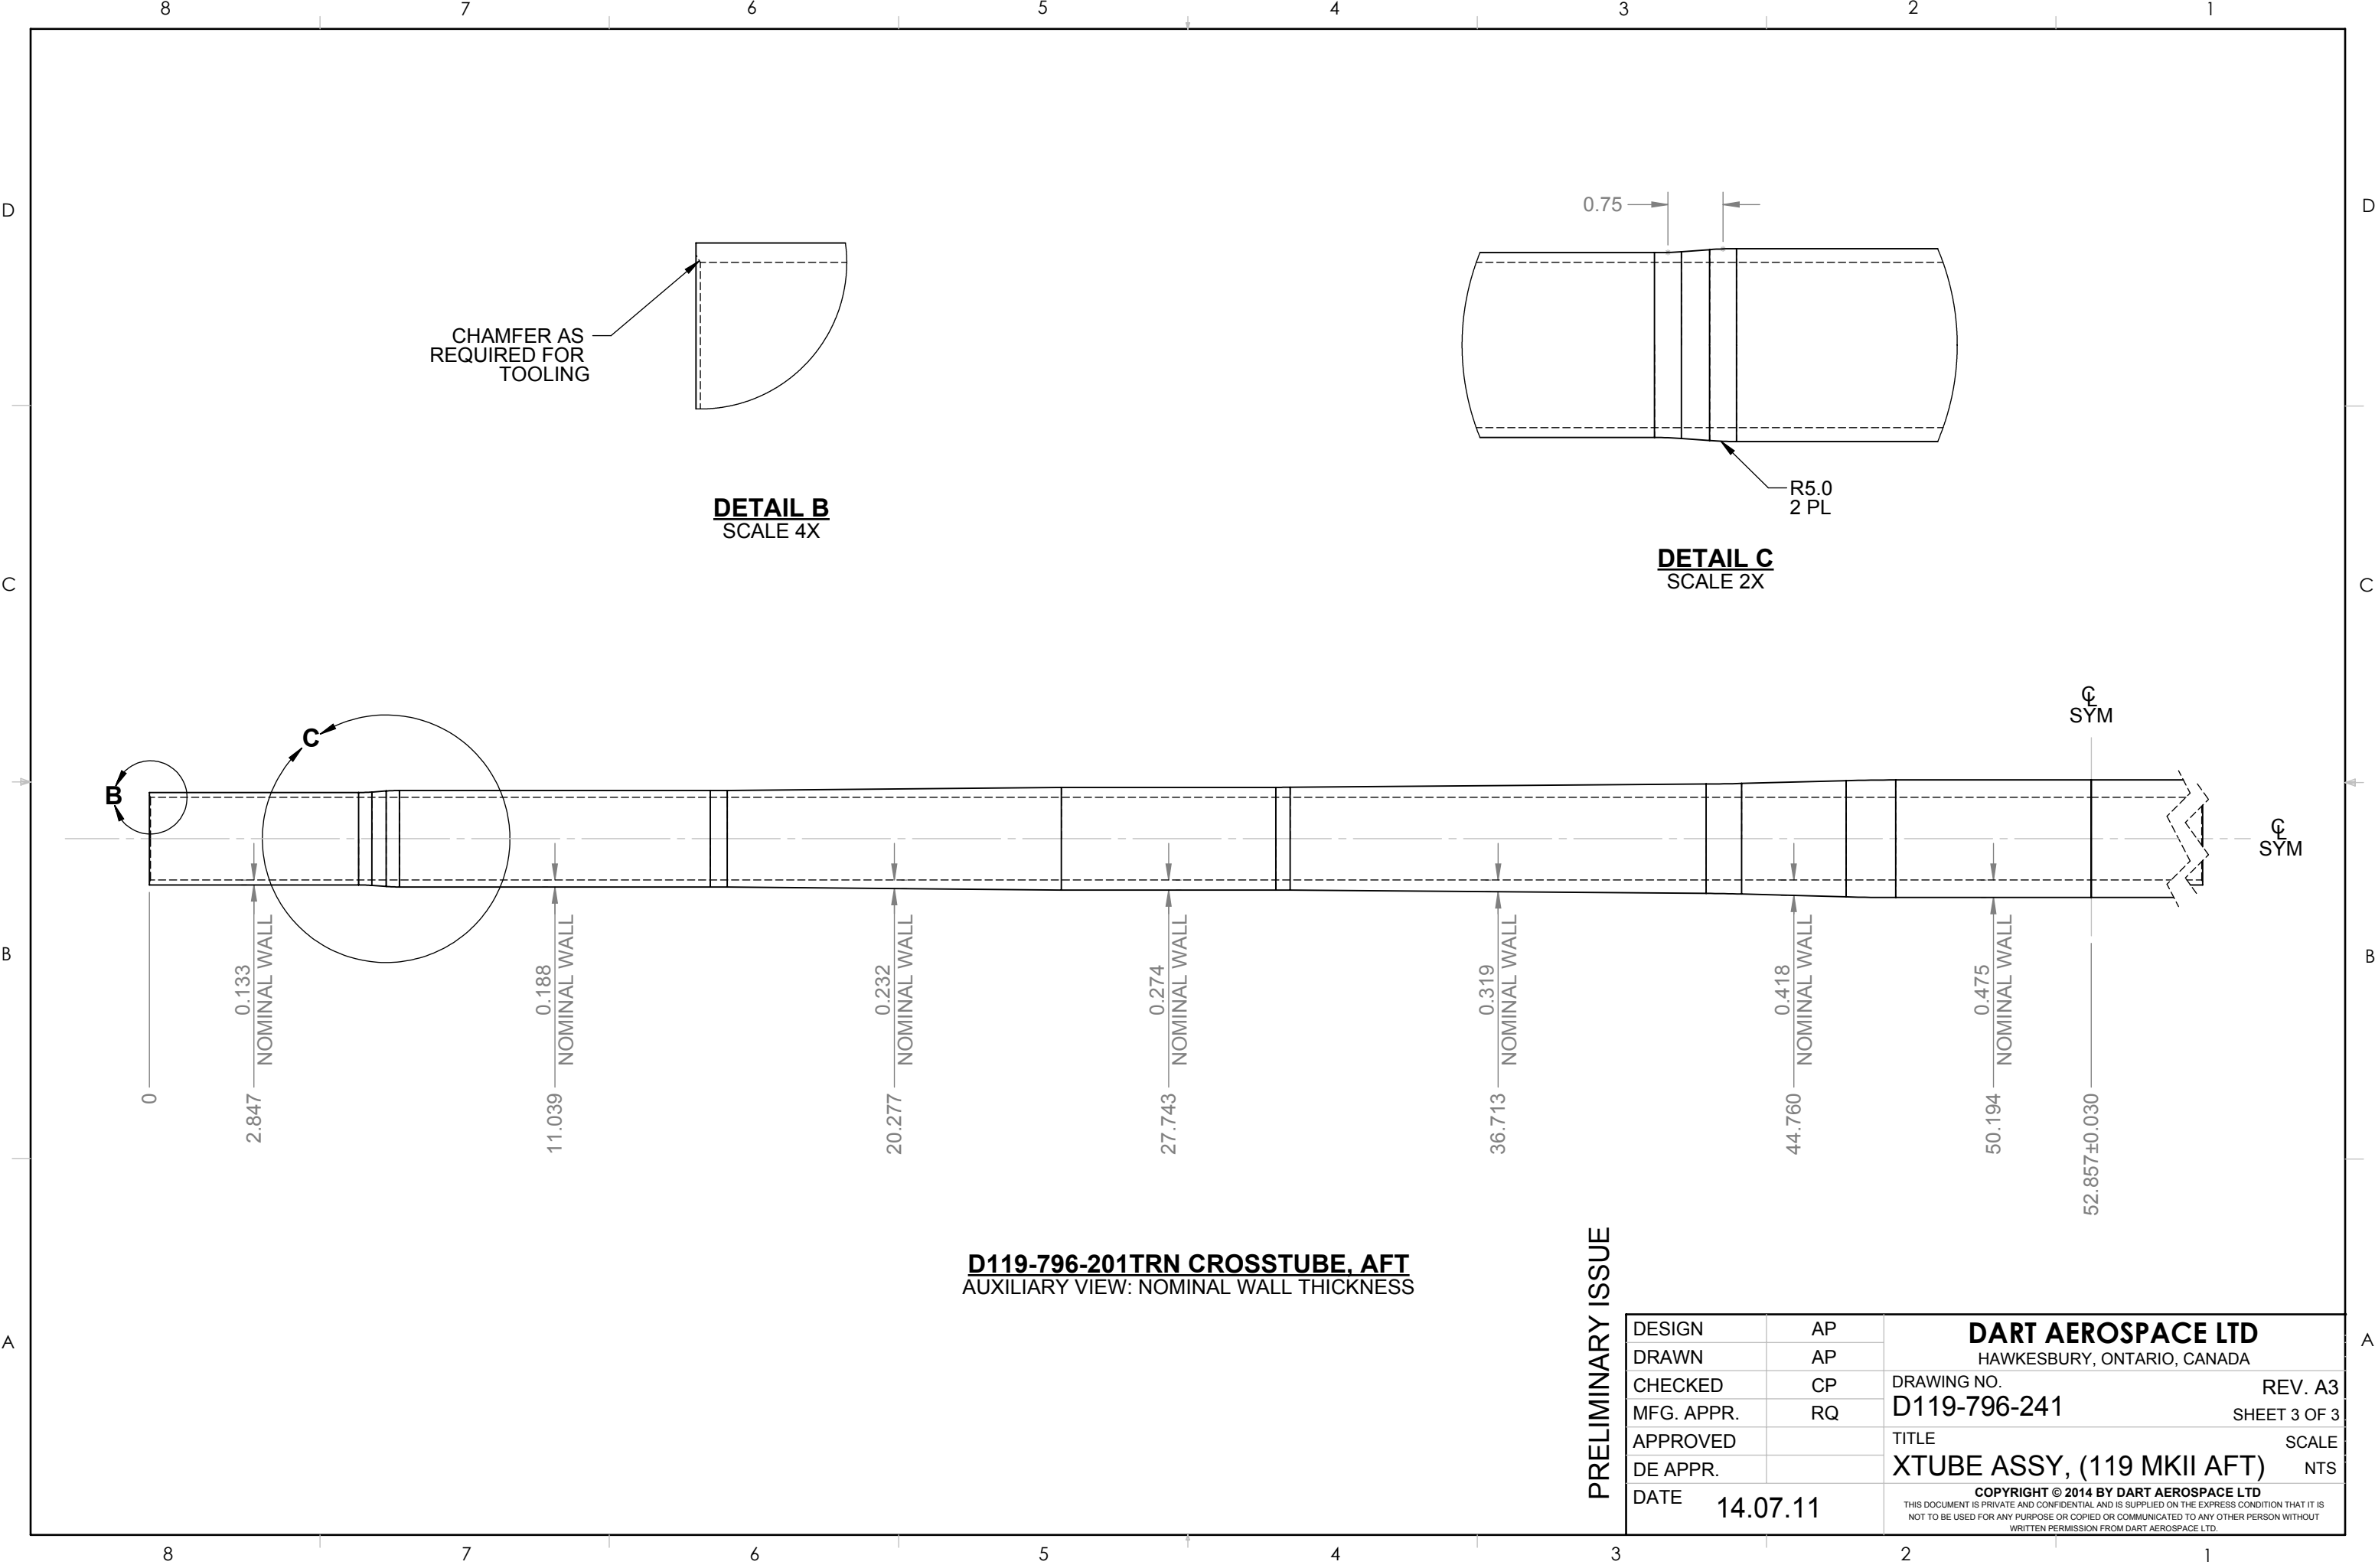 8 7 6 5 4 3 2 1
D
D
0.75
CHAMFER AS
REQUIRED FOR
TOOLING
R5.0
2 PL
DETAIL B
SCALE 4X
DETAIL C
SCALE 2X
C
C
℄
SYM
C
B
℄
SYM
B
B
0.133
NOMINAL WALL
0.188
NOMINAL WALL
0.232
NOMINAL WALL
0.274
NOMINAL WALL
0.319
NOMINAL WALL
0.418
NOMINAL WALL
0.475
NOMINAL WALL
0
2.847
11.039
20.277
27.743
36.713
44.760
50.194
52.857±0.030
D119-796-201TRN CROSSTUBE, AFT
AUXILIARY VIEW: NOMINAL WALL THICKNESS
PRELIMINARY ISSUE
A
A
DESIGN AP
DRAWN AP
CHECKED CP
MFG. APPR. RQ
APPROVED
DE APPR.
DATE 14.07.11
DART AEROSPACE LTD
HAWKESBURY, ONTARIO, CANADA
DRAWING NO. REV. A3
D119-796-241 SHEET 3 OF 3
TITLE SCALE
XTUBE ASSY, (119 MKII AFT) NTS
COPYRIGHT © 2014 BY DART AEROSPACE LTD
THIS DOCUMENT IS PRIVATE AND CONFIDENTIAL AND IS SUPPLIED ON THE EXPRESS CONDITION THAT IT IS
NOT TO BE USED FOR ANY PURPOSE OR COPIED OR COMMUNICATED TO ANY OTHER PERSON WITHOUT
WRITTEN PERMISSION FROM DART AEROSPACE LTD.
8 7 6 5 4 3 2 1